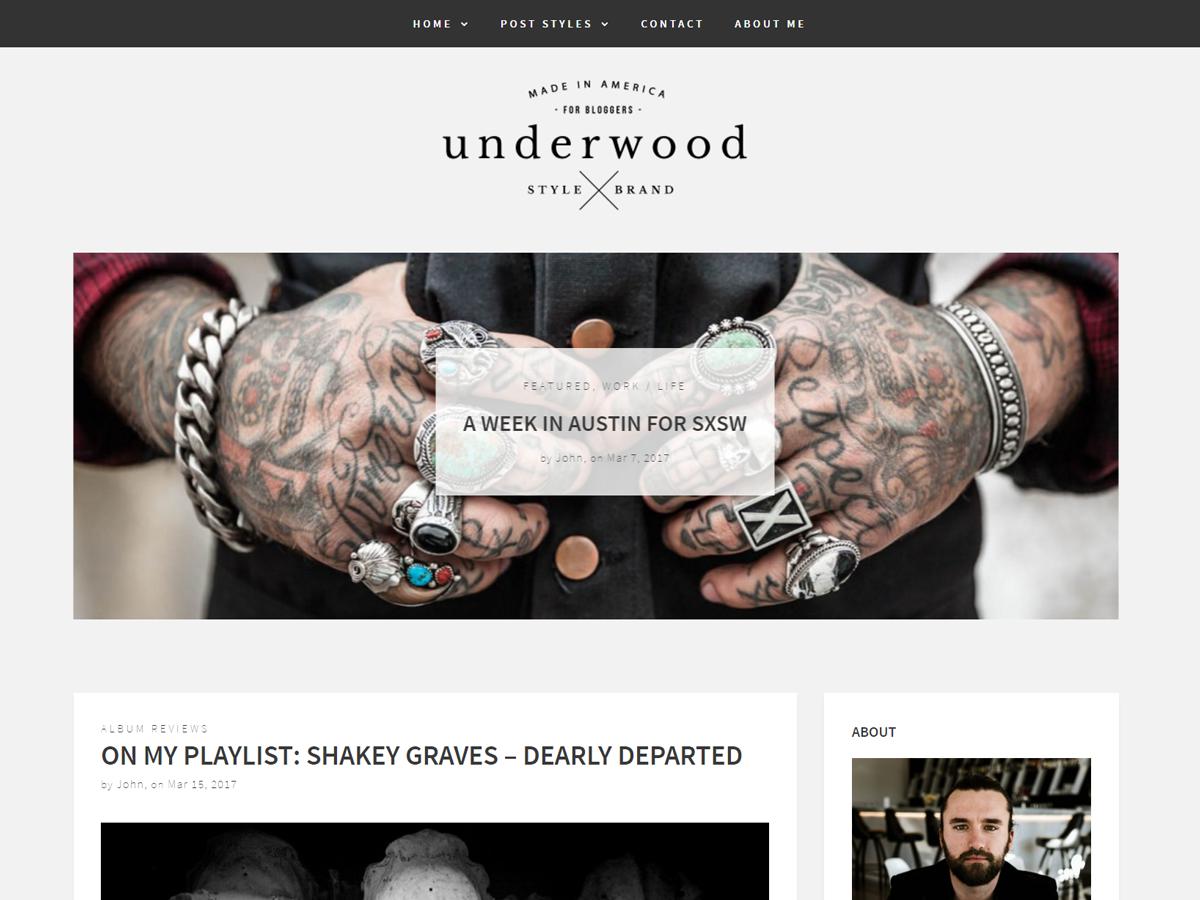 HOME
POST STYLES
CONTACT
ABOUT ME
MADE IN AMERICA
- FOR BLOGGERS -
underwood
STYLE BRAND
FEATURED, WORK / LIFE
A WEEK IN AUSTIN FOR SXSW
by John, on Mar 7, 2017
ALBUM REVIEWS
ON MY PLAYLIST: SHAKEY GRAVES – DEARLY DEPARTED
by John, on Mar 15, 2017
ABOUT